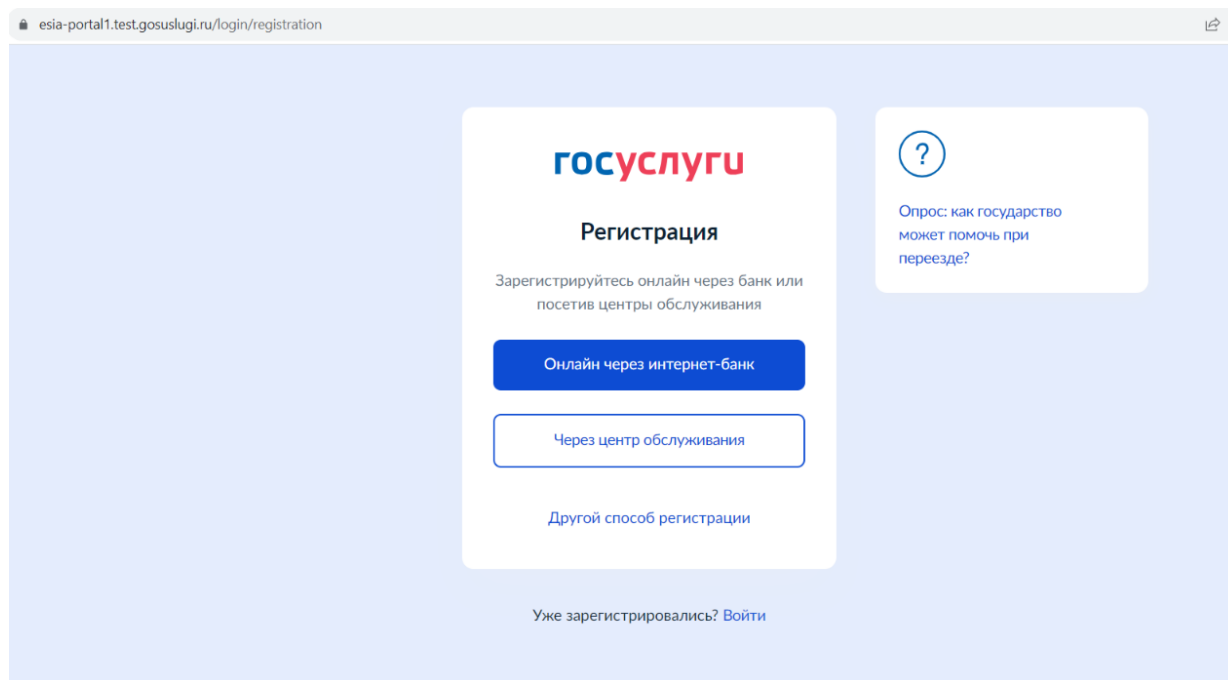 esia-portal1.test.gosuslugi.ru/login/registration
госуслуги
Регистрация
Зарегистрируйтесь онлайн через банк или
посетив центры обслуживания
Онлайн через интернет-банк
Через центр обслуживания
Другой способ регистрации
Уже зарегистрировались? Войти
?
Опрос: как государство
может помочь при
переезде?